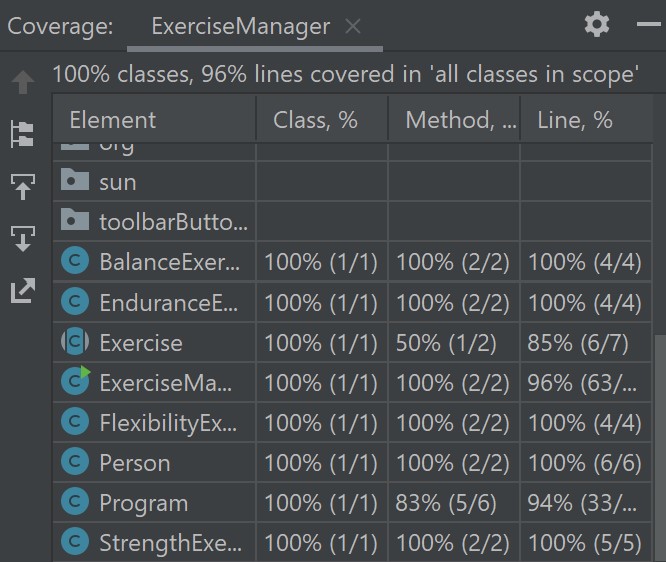 Coverage: ExerciseManager
100% classes, 96% lines covered in 'all classes in scope'
Element Class, % Method, ... Line, %
org
sun
toolbarButto...
BalanceExer... 100% (1/1) 100% (2/2) 100% (4/4)
EnduranceE... 100% (1/1) 100% (2/2) 100% (4/4)
Exercise 100% (1/1) 50% (1/2) 85% (6/7)
ExerciseMa... 100% (1/1) 100% (2/2) 96% (63/...
FlexibilityEx... 100% (1/1) 100% (2/2) 100% (4/4)
Person 100% (1/1) 100% (2/2) 100% (6/6)
Program 100% (1/1) 83% (5/6) 94% (33/...
StrengthExe... 100% (1/1) 100% (2/2) 100% (5/5)